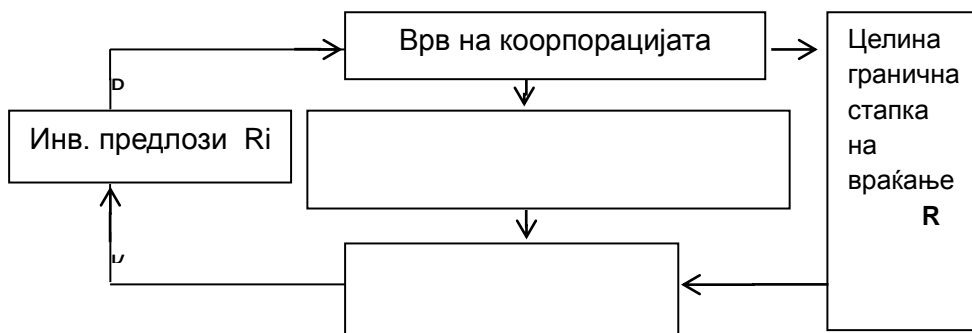 Врв на коорпорацијата
Инв. предлози Ri
Целина
гранична
стапка
на
враќање
R